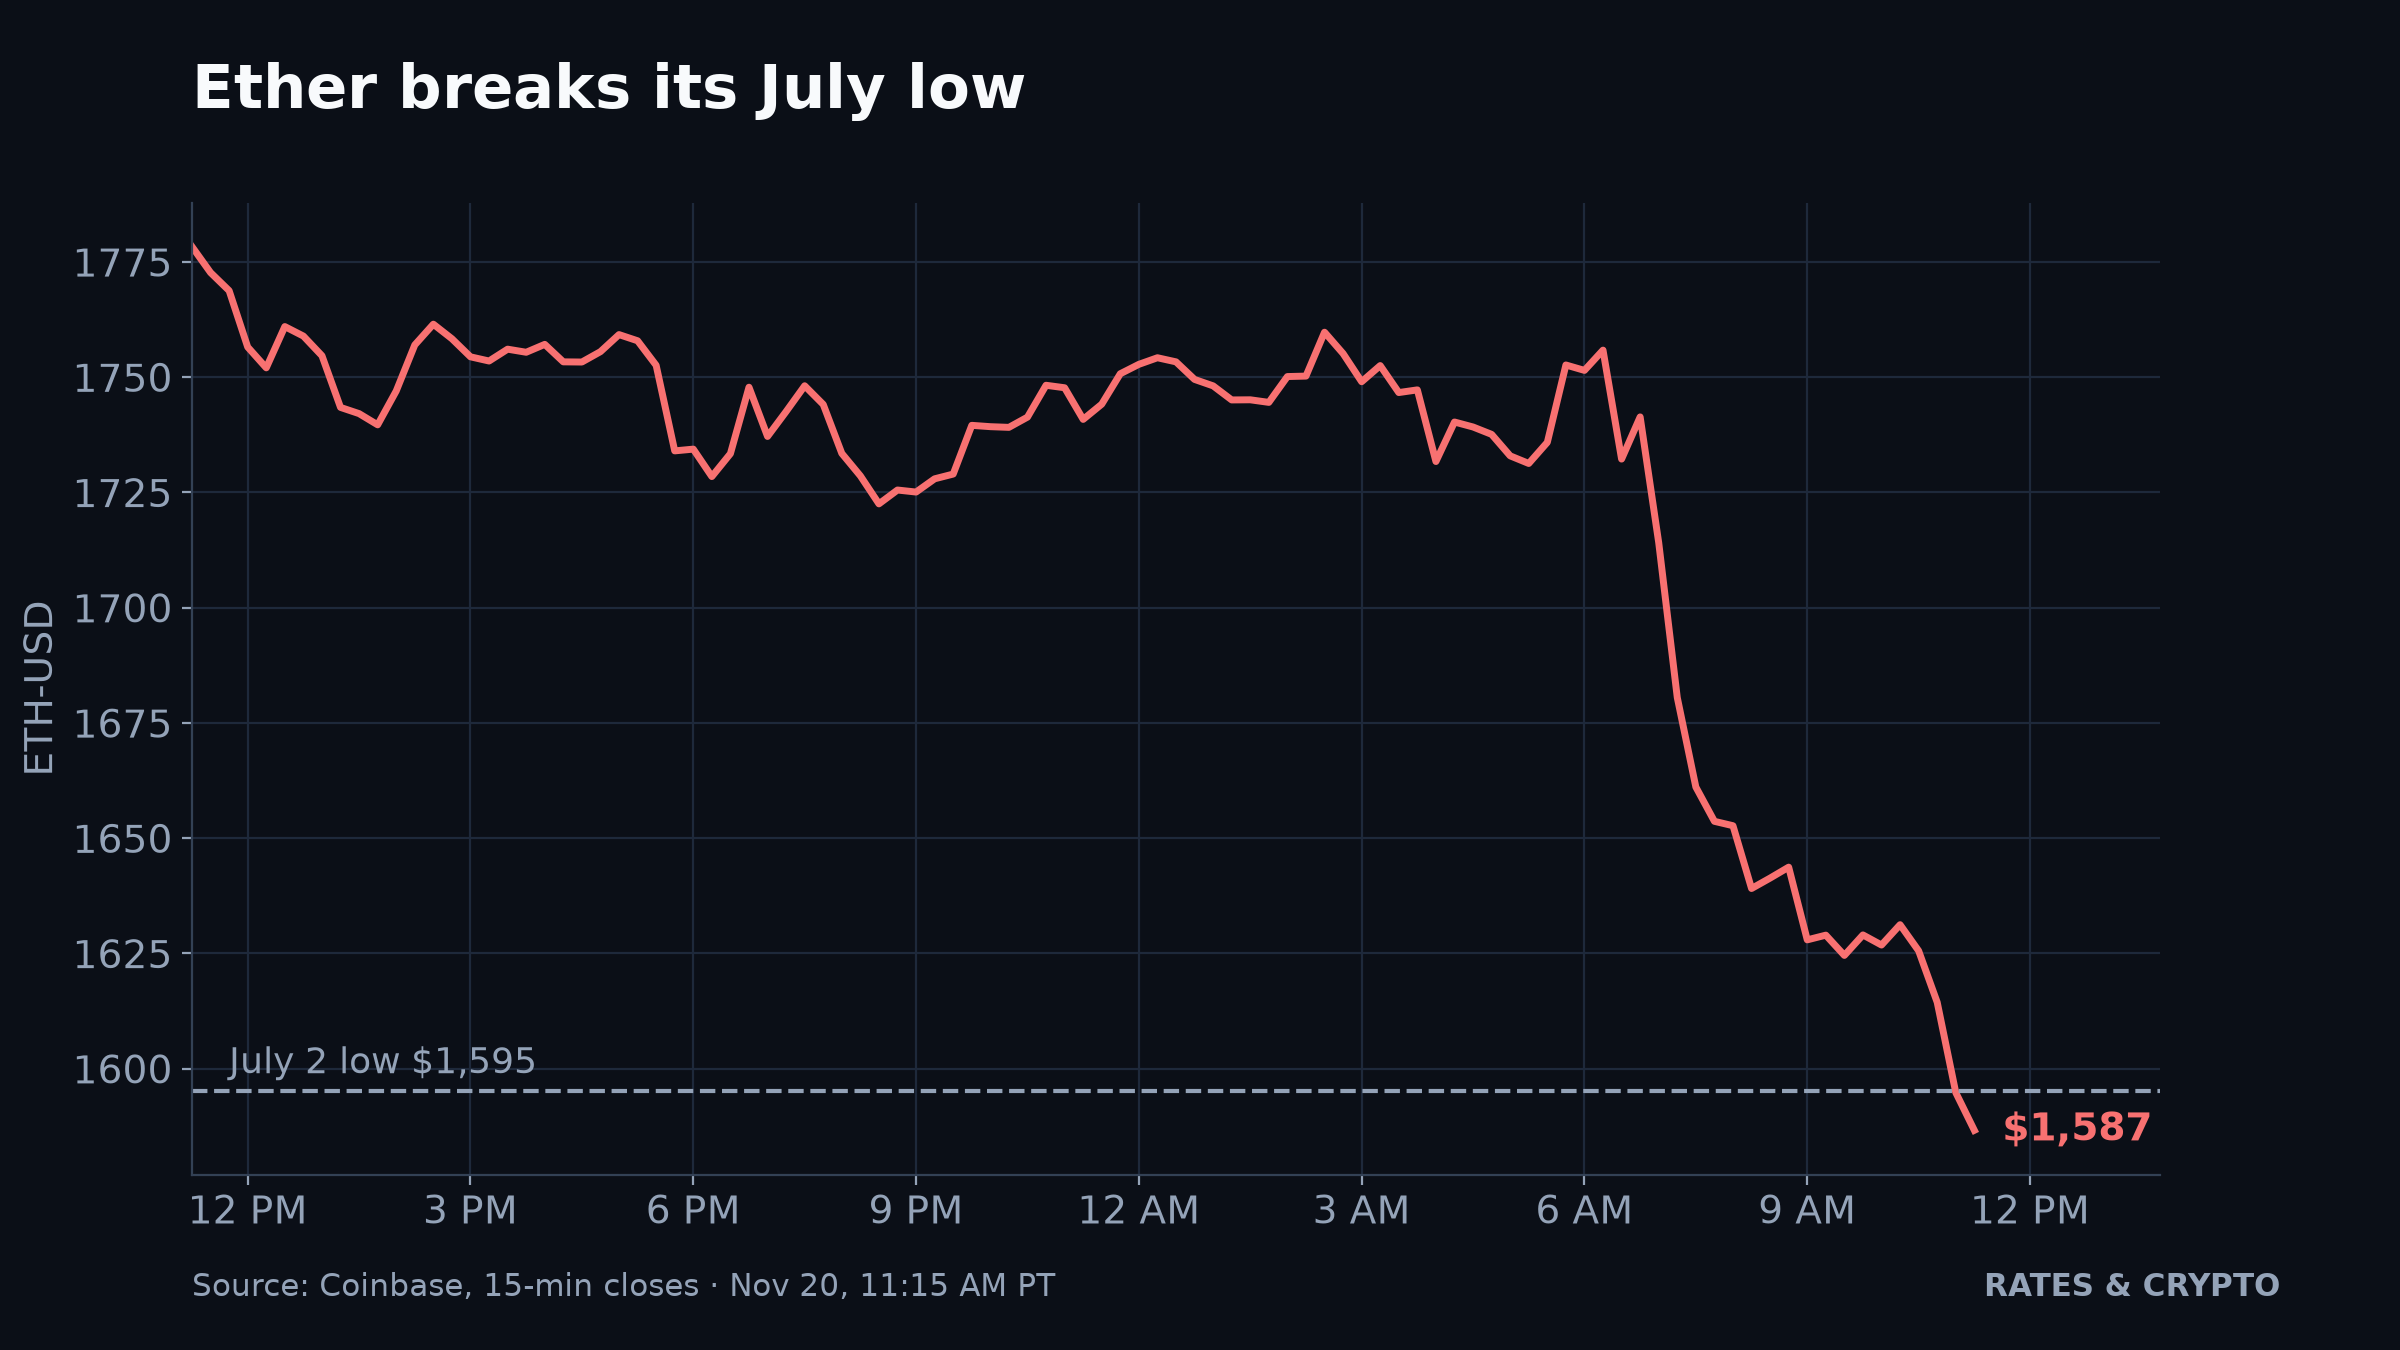 Ether breaks its July low
ETH-USD
1775
1750
1725
1700
1675
1650
1625
1600
July 2 low $1,595
$1,587
12 PM
3 PM
6 PM
9 PM
12 AM
3 AM
6 AM
9 AM
12 PM
Source: Coinbase, 15-min closes · Nov 20, 11:15 AM PT
RATES & CRYPTO